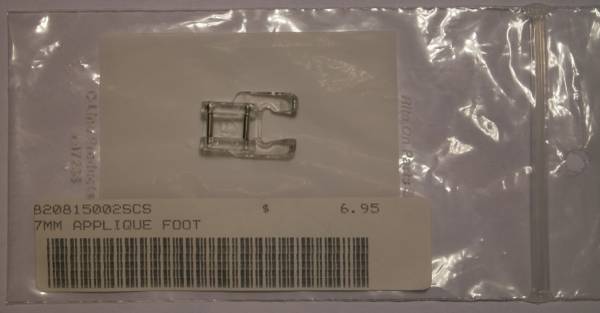 820815002SCS $ 6.95
7MM APPLIQUE FOOT